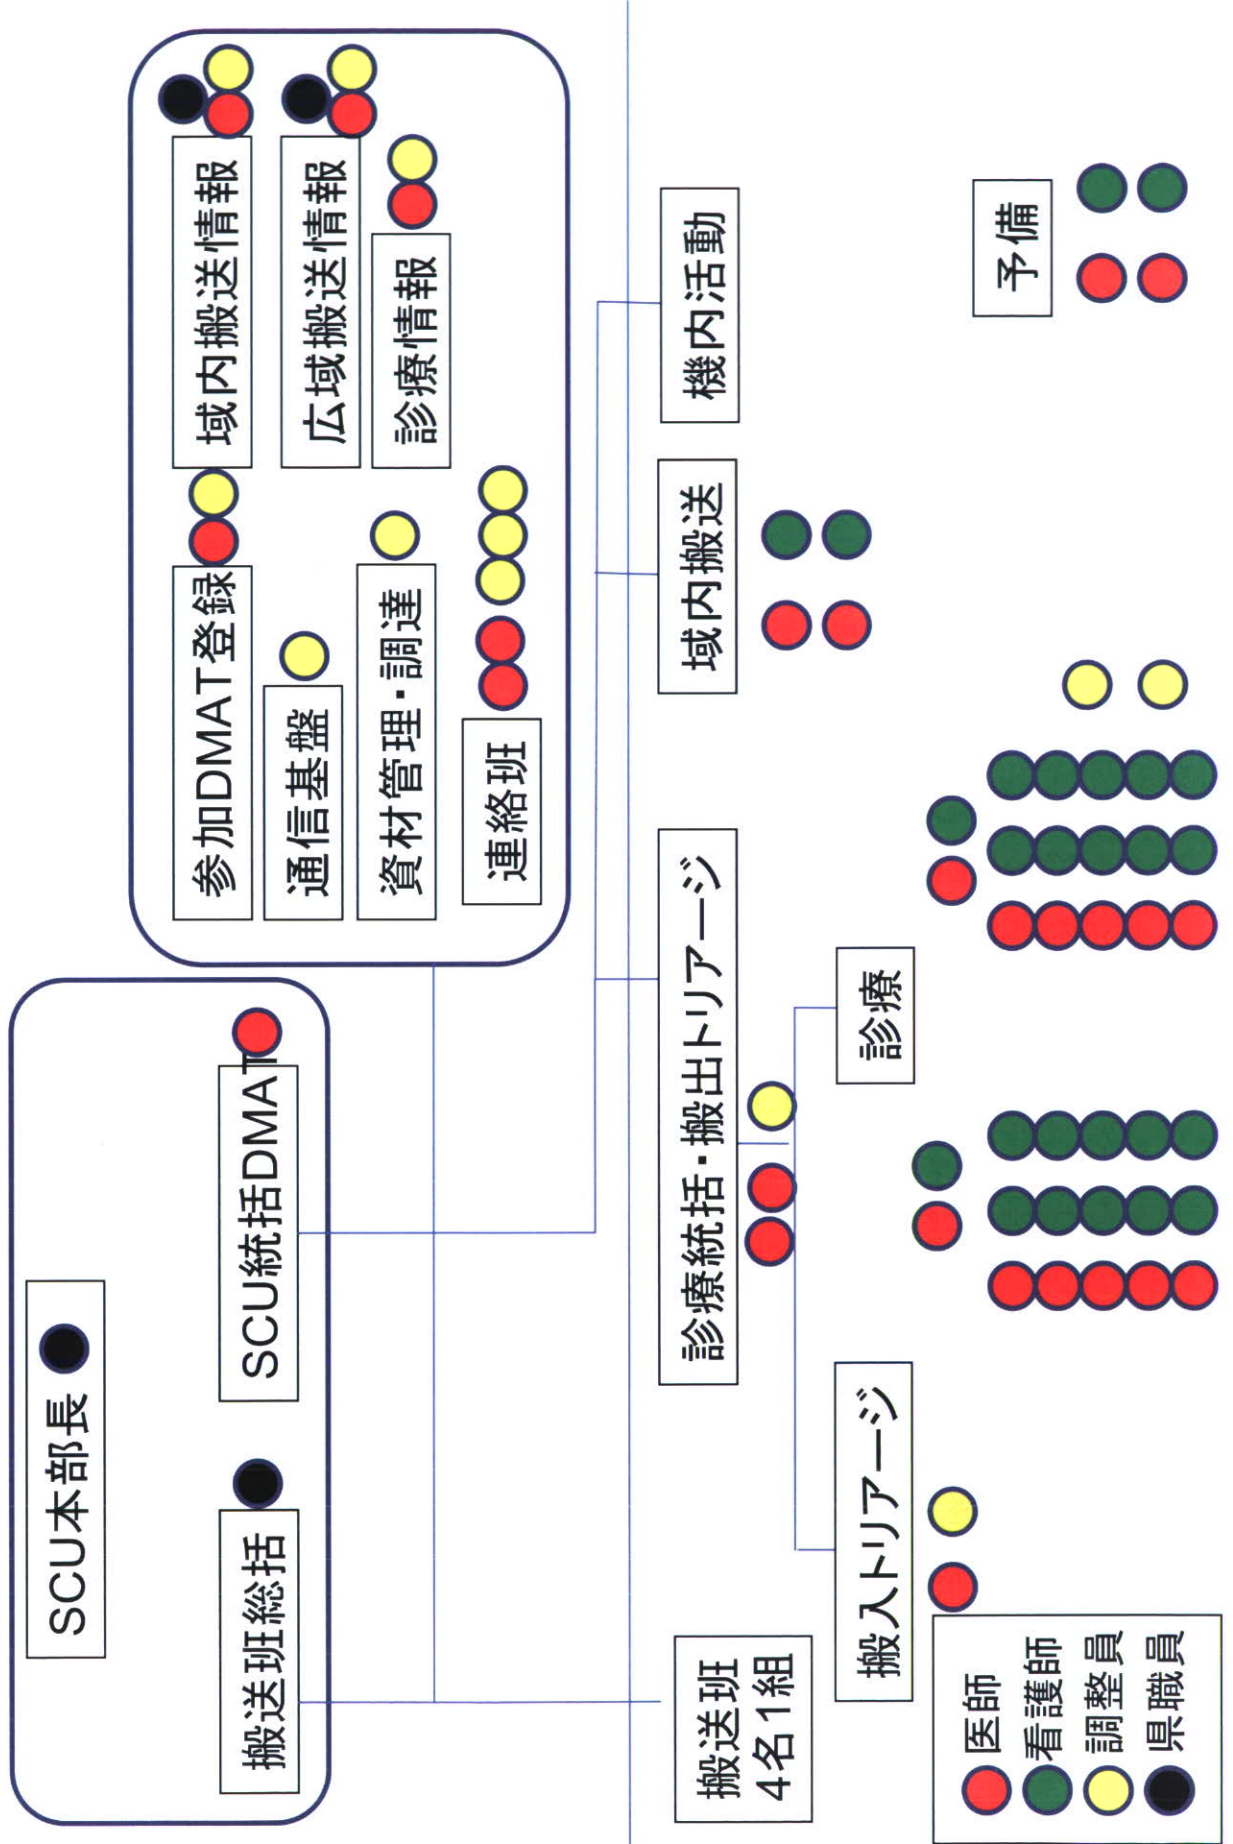 SCU本部長
搬送班総括
SCU統括DMAT
参加DMAT登録
域内搬送情報
通信基盤
広域搬送情報
資材管理・調達
診療情報
連絡班
搬送班
4名1組
診療統括・搬出トリアージ
域内搬送
機内活動
搬入トリアージ
診療
予備
医師
看護師
調整員
県職員